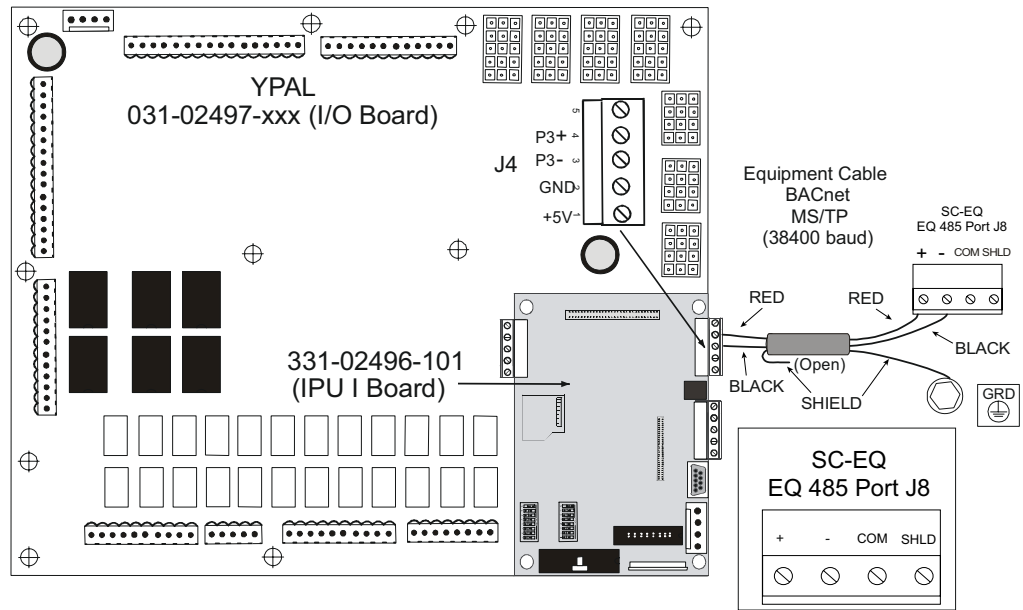 YPAL
031-02497-xxx (I/O Board)
J4
5
P3+ 4
P3- 3
GND 2
+5V 1
Equipment Cable
BACnet
MS/TP
(38400 baud)
SC-EQ
EQ 485 Port J8
+ - COM SHLD
RED
RED
BLACK
BLACK
(Open)
SHIELD
GRD
331-02496-101
(IPU I Board)
SC-EQ
EQ 485 Port J8
+ - COM SHLD